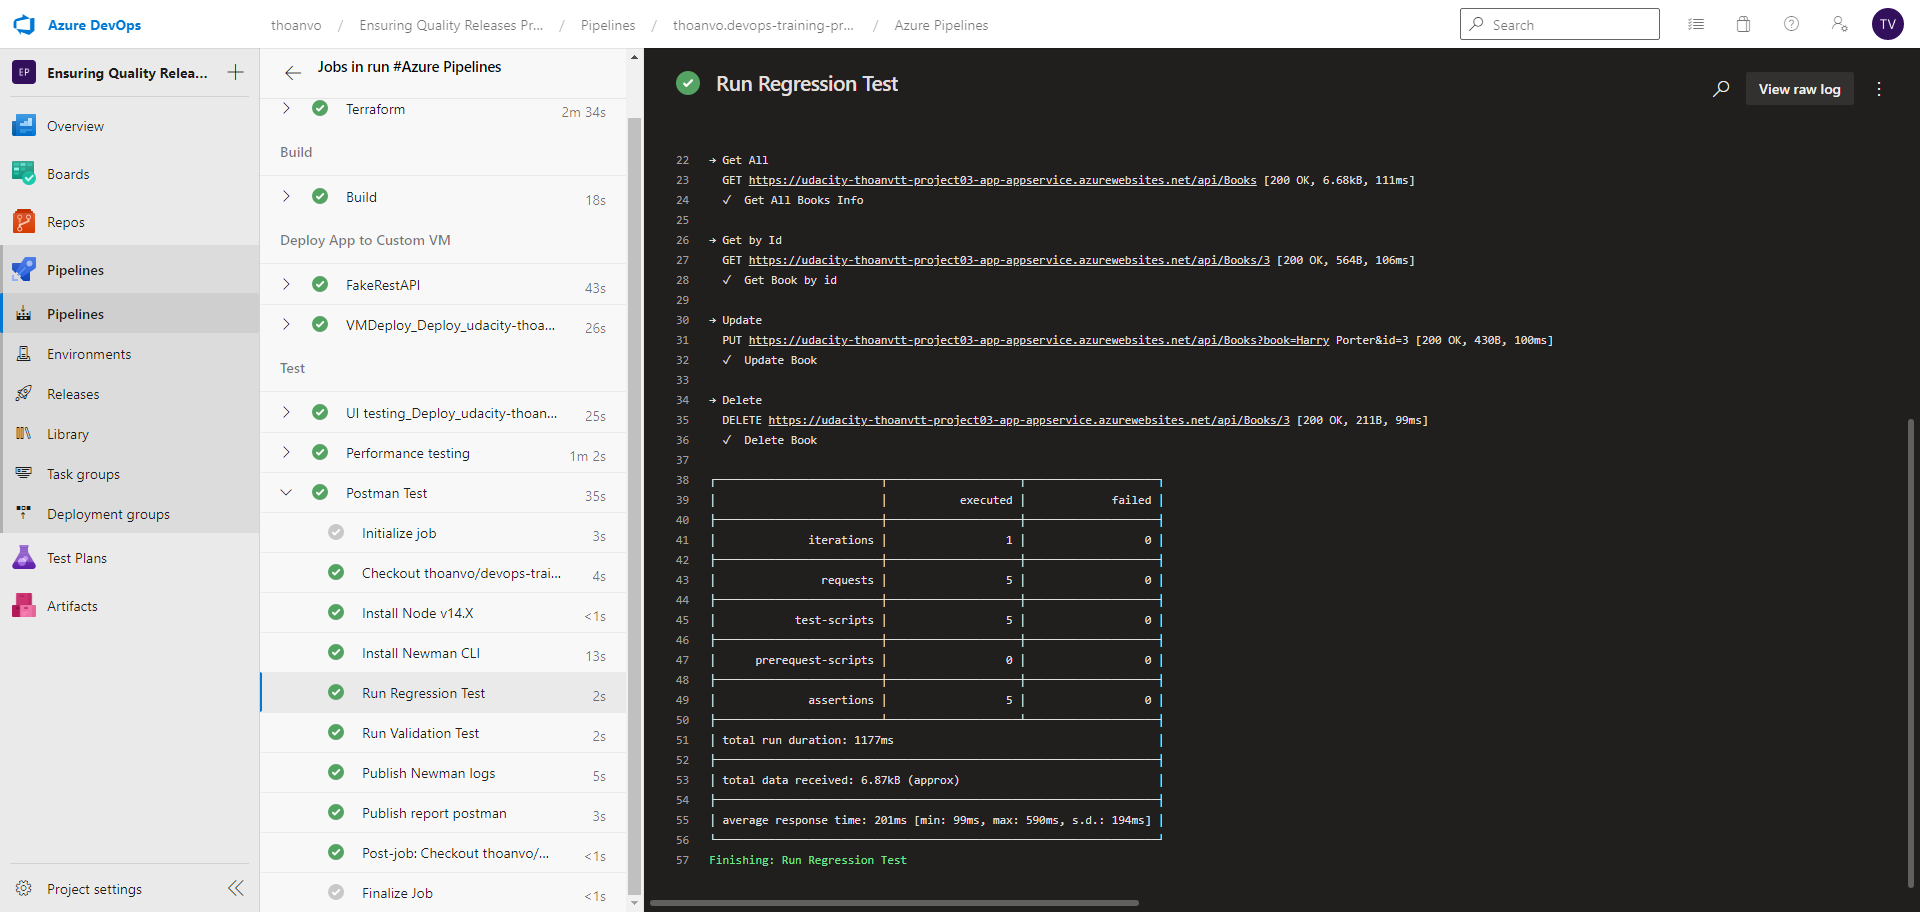 Azure DevOps
thoanvo / Ensuring Quality Releases Pr... / Pipelines / thoanvo.devops-training-pr... / Azure Pipelines
Search
TV
EP Ensuring Quality Relea...
Overview
Boards
Repos
Pipelines
Pipelines
Environments
Releases
Library
Task groups
Deployment groups
Test Plans
Artifacts
Project settings
Jobs in run #Azure Pipelines
Terraform 2m 34s
Build
Build 18s
Deploy App to Custom VM
FakeRestAPI 43s
VMDeploy_Deploy_udacity-thoa... 26s
Test
UI testing_Deploy_udacity-thoan... 25s
Performance testing 1m 2s
Postman Test 35s
Initialize job 3s
Checkout thoanvo/devops-trai... 4s
Install Node v14.X <1s
Install Newman CLI 13s
Run Regression Test 2s
Run Validation Test 2s
Publish Newman logs 5s
Publish report postman 3s
Post-job: Checkout thoanvo/... <1s
Finalize Job <1s
Run Regression Test
View raw log
22 → Get All
23 GET https://udacity-thoanvtt-project03-app-appservice.azurewebsites.net/api/Books [200 OK, 6.68kB, 111ms]
24 √ Get All Books Info
25
26 → Get by Id
27 GET https://udacity-thoanvtt-project03-app-appservice.azurewebsites.net/api/Books/3 [200 OK, 564B, 106ms]
28 √ Get Book by id
29
30 → Update
31 PUT https://udacity-thoanvtt-project03-app-appservice.azurewebsites.net/api/Books?book=Harry Porter&id=3 [200 OK, 430B, 100ms]
32 √ Update Book
33
34 → Delete
35 DELETE https://udacity-thoanvtt-project03-app-appservice.azurewebsites.net/api/Books/3 [200 OK, 211B, 99ms]
36 √ Delete Book
37
38
39 executed failed
40
41 iterations 1 0
42
43 requests 5 0
44
45 test-scripts 5 0
46
47 prerequest-scripts 0 0
48
49 assertions 5 0
50
51 total run duration: 1177ms
52
53 total data received: 6.87kB (approx)
54
55 average response time: 201ms [min: 99ms, max: 590ms, s.d.: 194ms]
56
57 Finishing: Run Regression Test